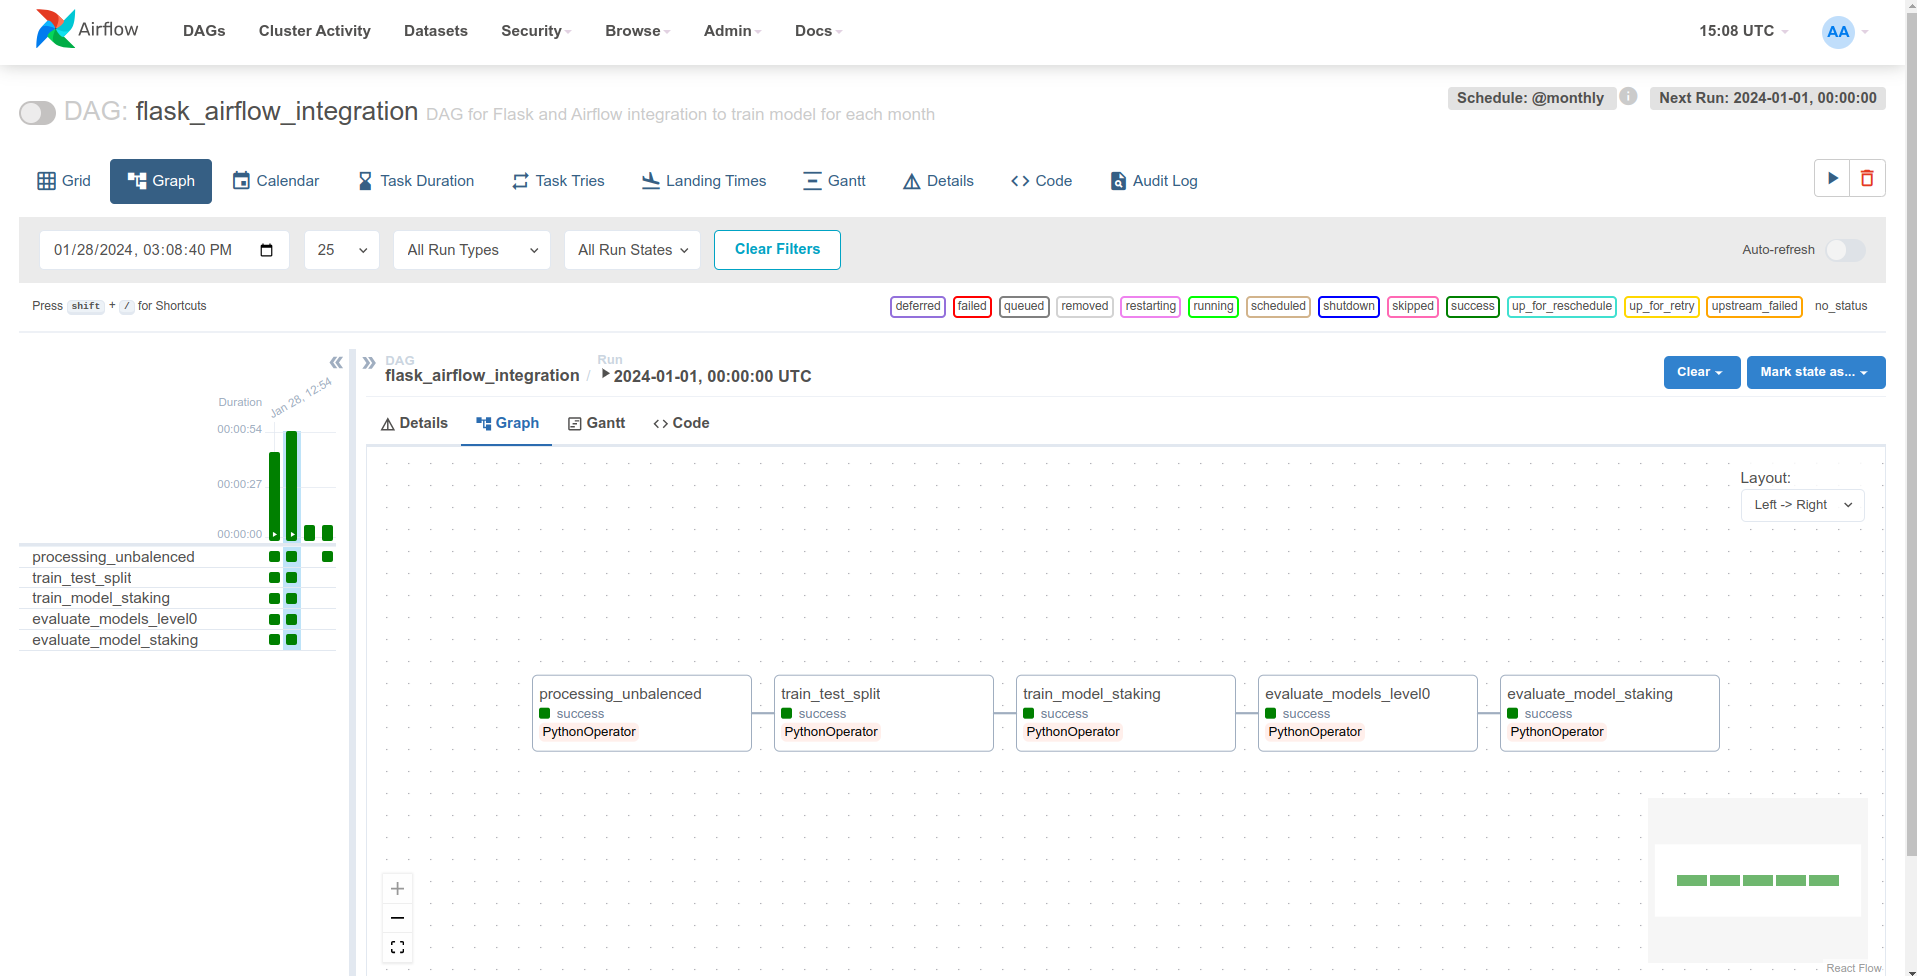 Airflow DAGs Cluster Activity Datasets Security Browse Admin Docs 15:08 UTC AA
DAG: flask_airflow_integration DAG for Flask and Airflow integration to train model for each month Schedule: @monthly i Next Run: 2024-01-01, 00:00:00
Grid Graph Calendar Task Duration Task Tries Landing Times Gantt Details Code Audit Log
01/28/2024, 03:08:40 PM 25 All Run Types All Run States Clear Filters Auto-refresh
Press shift + / for Shortcuts deferred failed queued removed restarting running scheduled shutdown skipped success up_for_reschedule up_for_retry upstream_failed no_status
Duration
Jan 28, 12:54
00:00:54
00:00:27
00:00:00
processing_unbalenced
train_test_split
train_model_staking
evaluate_models_level0
evaluate_model_staking
DAG
flask_airflow_integration /
Run
2024-01-01, 00:00:00 UTC
Clear Mark state as...
Details Graph Gantt Code
Layout:
Left -> Right
processing_unbalenced
success
PythonOperator
train_test_split
success
PythonOperator
train_model_staking
success
PythonOperator
evaluate_models_level0
success
PythonOperator
evaluate_model_staking
success
PythonOperator
React Flow